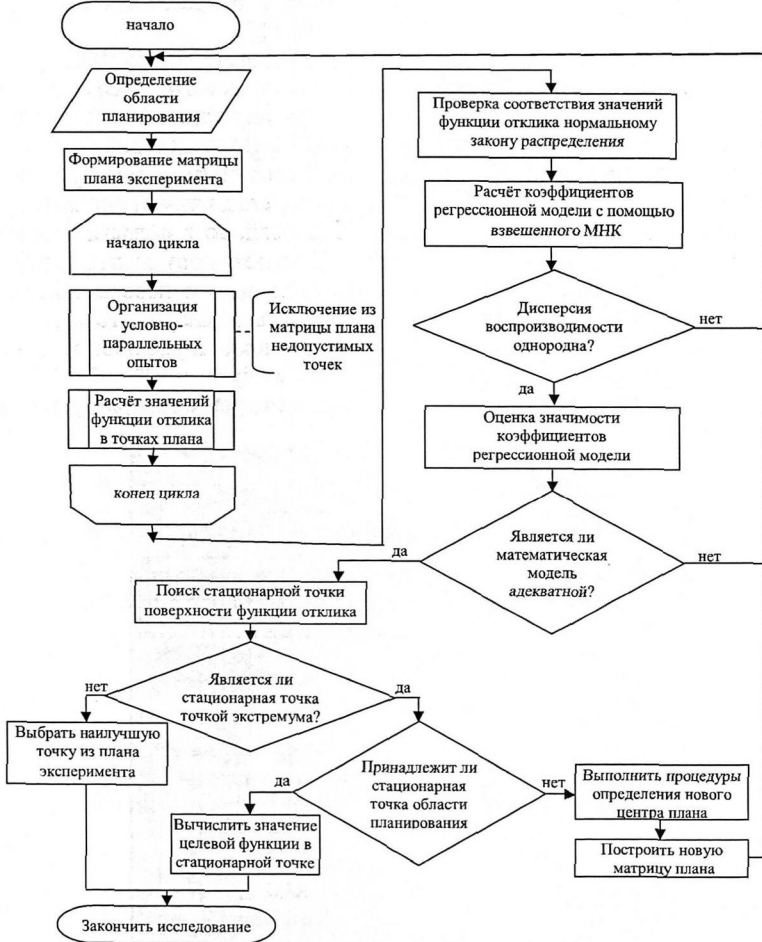 начало
Определение
области
планирования
Формирование матрицы
плана эксперимента
начало цикла
Организация
условно-
параллельных
опытов
Исключение из
матрицы плана
недопустимых
точек
Расчёт значений
функции отклика
в точках плана
конец цикла
Проверка соответствия значений
функции отклика нормальному
закону распределения
Расчёт коэффициентов
регрессионной модели с помощью
взвешенного МНК
Дисперсия
воспроизводимости
однородна?
нет
да
Оценка значимости
коэффициентов
регрессионной модели
Является ли
математическая
модель
адекватной?
да
нет
Поиск стационарной точки
поверхности функции отклика
Является ли
стационарная точка
точкой экстремума?
нет
да
Выбрать наилучшую
точку из плана
эксперимента
Принадлежит ли
стационарная
точка области
планирования
да
нет
Вычислить значение
целевой функции в
стационарной точке
Выполнить процедуры
определения нового
центра плана
Построить новую
матрицу плана
Закончить исследование